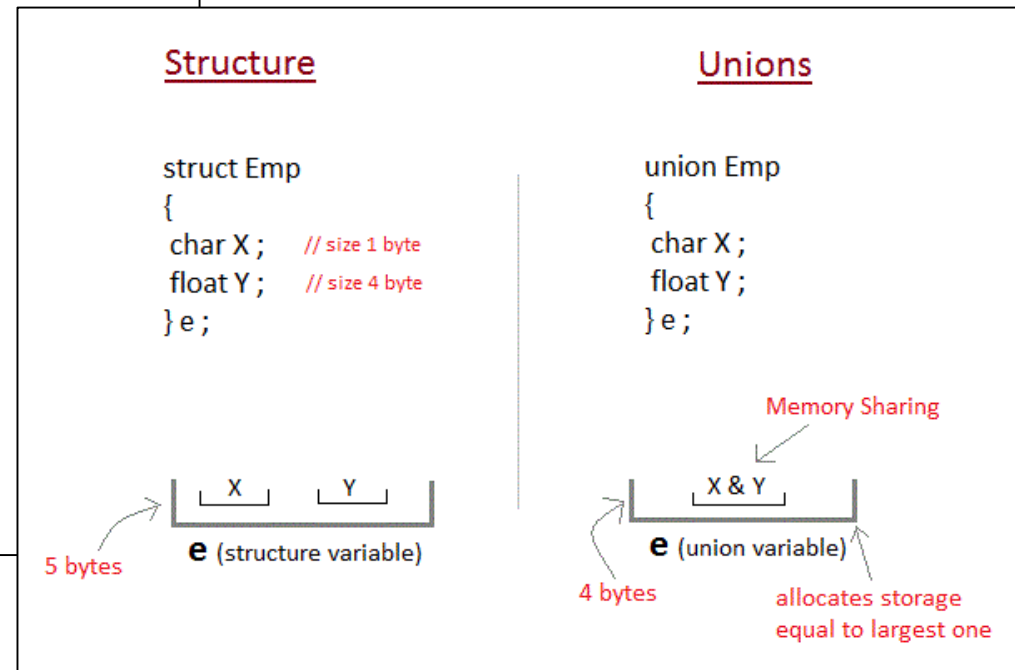 Structure
struct Emp
{
char X ; // size 1 byte
float Y ; // size 4 byte
} e ;
X Y
e (structure variable)
5 bytes
Unions
union Emp
{
char X ;
float Y ;
} e ;
Memory Sharing
X & Y
e (union variable)
4 bytes
allocates storage
equal to largest one